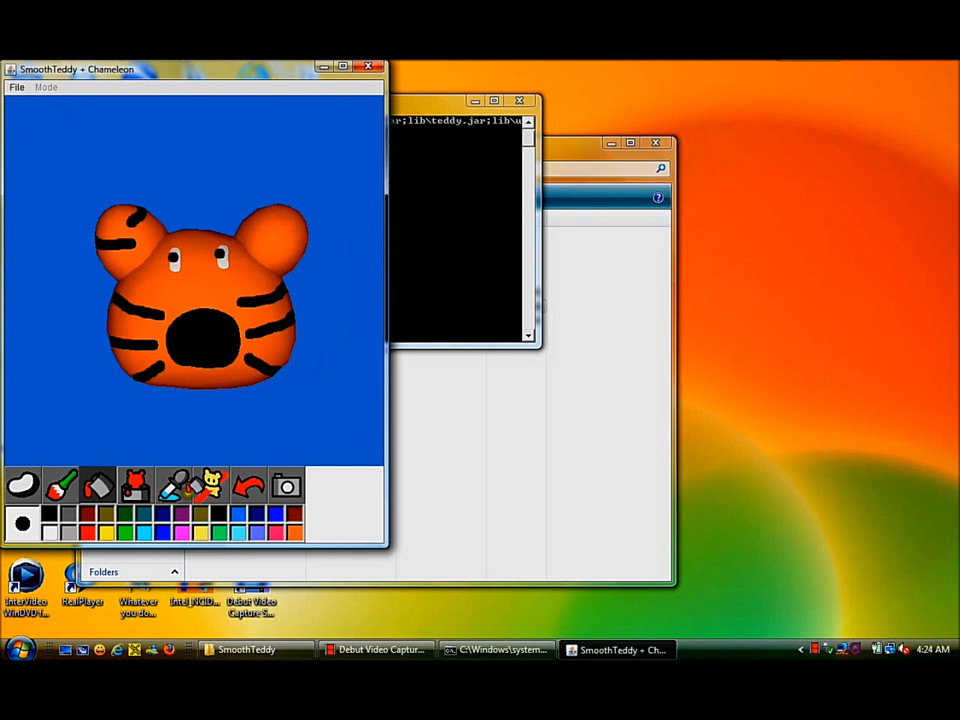 SmoothTeddy + Chameleon
File Mode
ar;lib\teddy.jar;lib\u
Folders
InterVideo WinDVD f...
RealPlayer
Whatever you do...
Intel_NCID...
Debut Video Capture S...
SmoothTeddy
Debut Video Captur...
C:\Windows\system...
SmoothTeddy + Ch...
4:24 AM